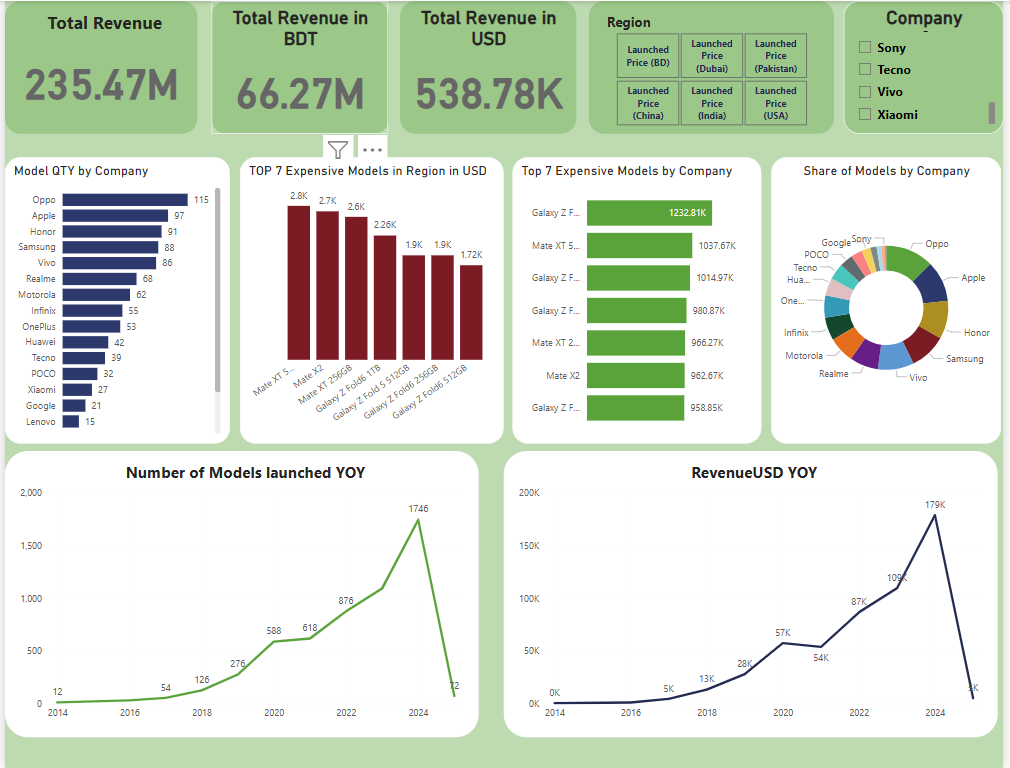 Total Revenue
235.47M
Total Revenue in
BDT
66.27M
Total Revenue in
USD
538.78K
Region
Launched
Price (BD)
Launched
Price
(Dubai)
Launched
Price
(Pakistan)
Launched
Price
(China)
Launched
Price
(India)
Launched
Price
(USA)
Company
Sony
Tecno
Vivo
Xiaomi
Model QTY by Company
Oppo 115
Apple 97
Honor 91
Samsung 88
Vivo 86
Realme 68
Motorola 62
Infinix 55
OnePlus 53
Huawei 42
Tecno 39
POCO 32
Xiaomi 27
Google 21
Lenovo 15
TOP 7 Expensive Models in Region in USD
2.8K
2.7K
2.6K
2.26K
1.9K
1.9K
1.72K
Mate XT 5...
Mate X2
Mate XT 256GB
Galaxy Z Fold6 1TB
Galaxy Z Fold 5 512GB
Galaxy Z Fold6 256GB
Galaxy Z Fold6 512GB
Top 7 Expensive Models by Company
Galaxy Z F... 1232.81K
Mate XT 5... 1037.67K
Galaxy Z F... 1014.97K
Galaxy Z F... 980.87K
Mate XT 2... 966.27K
Mate X2 962.67K
Galaxy Z F... 958.85K
Share of Models by Company
Oppo
Apple
Honor
Samsung
Vivo
Realme
Motorola
Infinix
One...
Hua...
Tecno
POCO
Google
Sony
Number of Models launched YOY
2,000
1,500
1,000
500
0
12
54
126
276
588
618
876
1746
72
2014 2016 2018 2020 2022 2024
RevenueUSD YOY
200K
150K
100K
50K
0K
0K
5K
13K
28K
57K
54K
87K
109K
179K
2014 2016 2018 2020 2022 2024